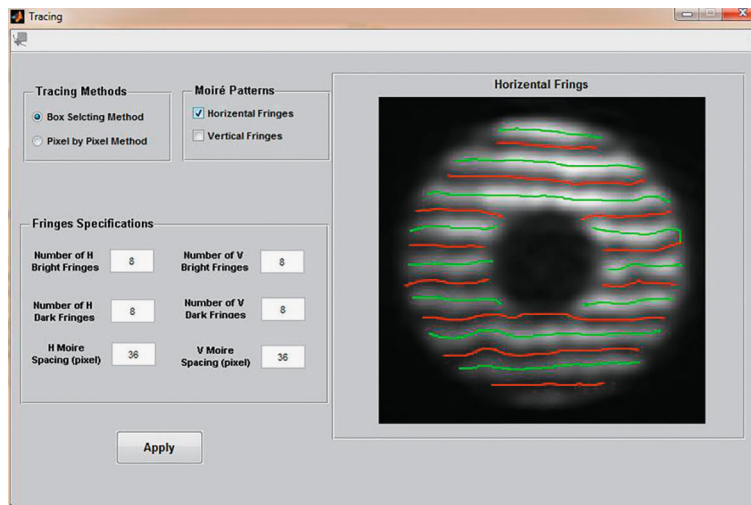 Tracing
Tracing Methods
Box Selcting Method
Pixel by Pixel Method
Moiré Patterns
Horizental Fringes
Vertical Fringes
Fringes Specifications
Number of H
Bright Fringes
8
Number of V
Bright Fringes
8
Number of H
Dark Fringes
8
Number of V
Dark Fringes
8
H Moire
Spacing (pixel)
36
V Moire
Spacing (pixel)
36
Apply
Horizental Frings